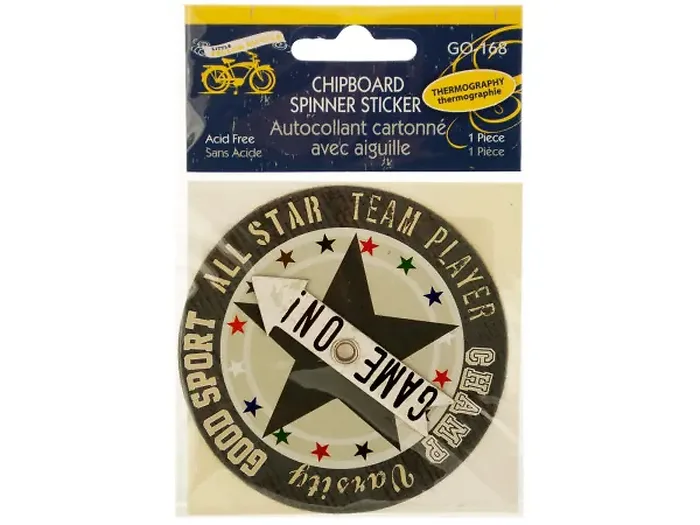 LITTLE
GO-168
CHIPBOARD
SPINNER STICKER
Autocollant cartonné
avec aiguille
THERMOGRAPHY
thermographie
Acid Free
Sans Acide
1 Piece
1 Pièce
ALL STAR
TEAM PLAYER
CHAMP
Varsity
GOOD SPORT
GAME ON!